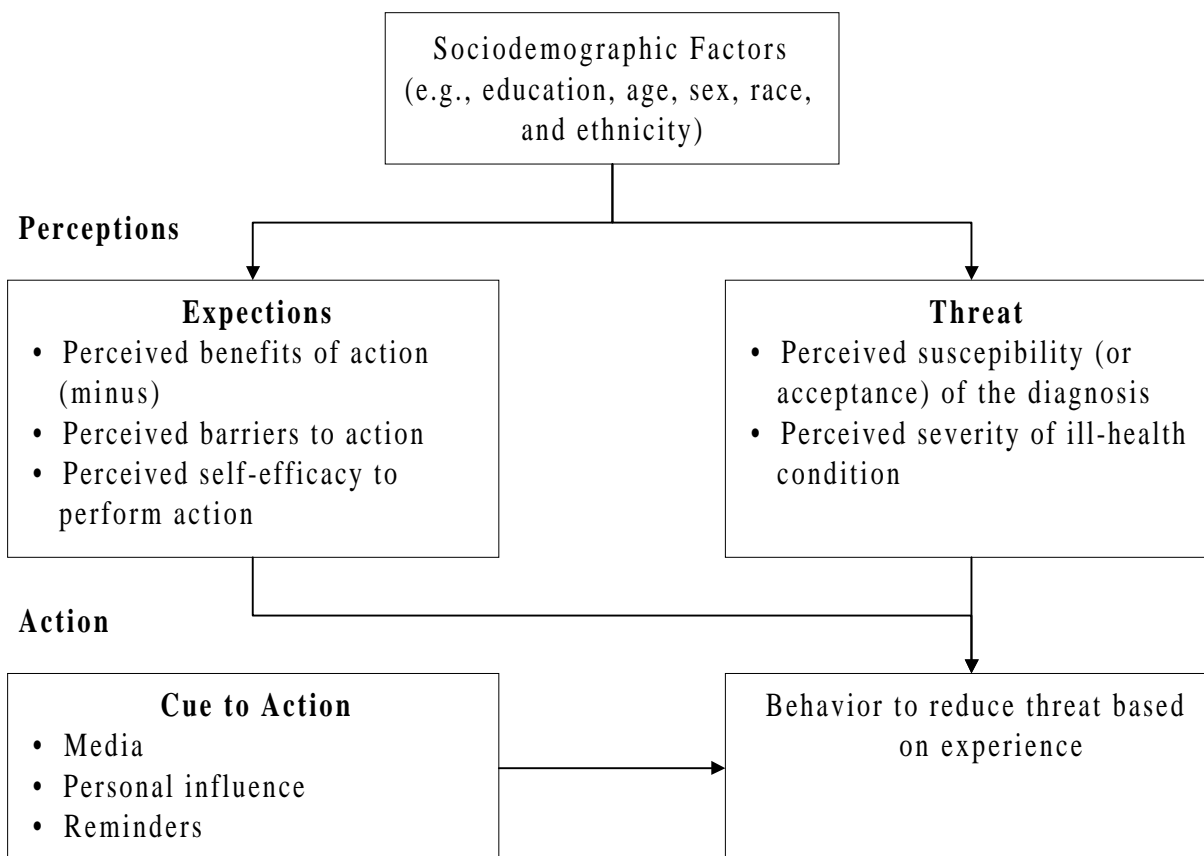 Sociodemographic Factors
(e.g., education, age, sex, race,
and ethnicity)
Perceptions
Expections
• Perceived benefits of action
(minus)
• Perceived barriers to action
• Perceived self-efficacy to
perform action
Threat
• Perceived suscepibility (or
acceptance) of the diagnosis
• Perceived severity of ill-health
condition
Action
Cue to Action
• Media
• Personal influence
• Reminders
Behavior to reduce threat based
on experience